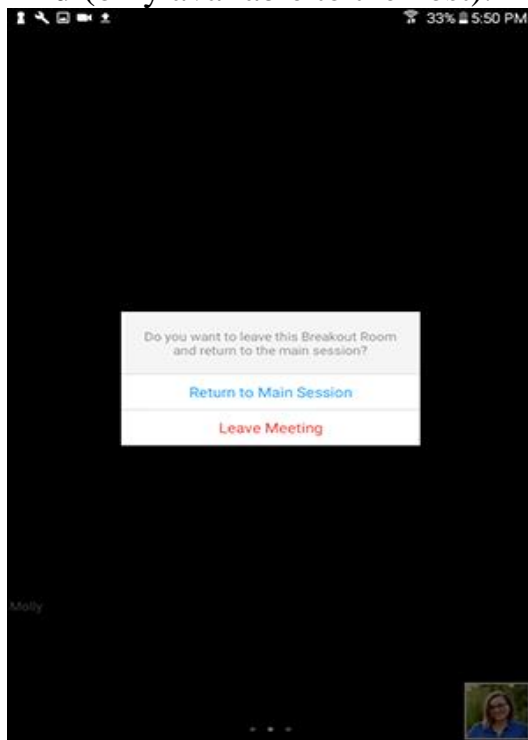 33% 5:50 PM
Do you want to leave this Breakout Room
and return to the main session?
Return to Main Session
Leave Meeting
Molly